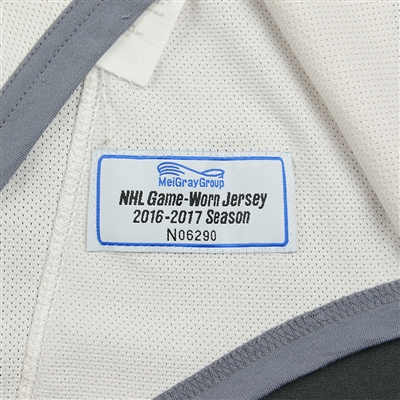 MeiGrayGroup
NHL Game-Worn Jersey
2016-2017 Season
N06290